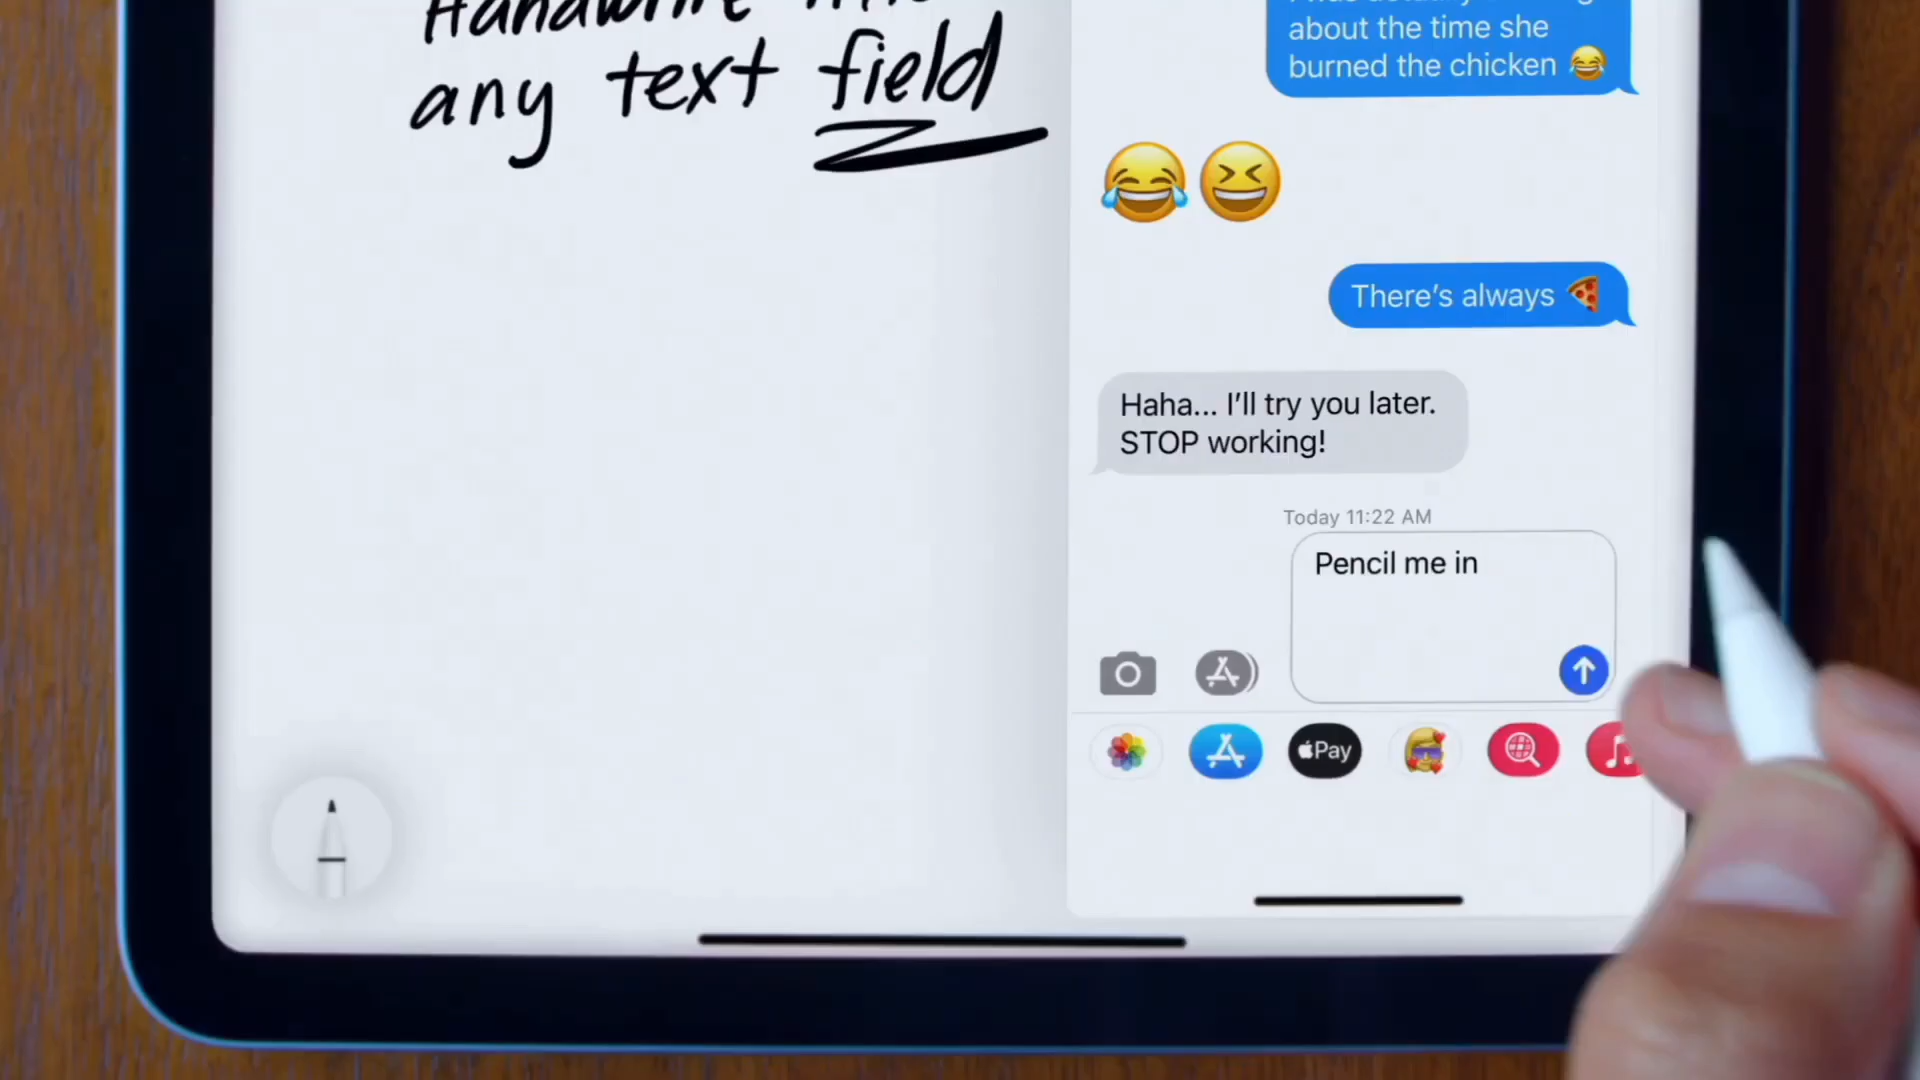 any text field
about the time she
burned the chicken 😂
😂😆
There's always 🍕
Haha... I'll try you later.
STOP working!
Today 11:22 AM
Pencil me in
Pay